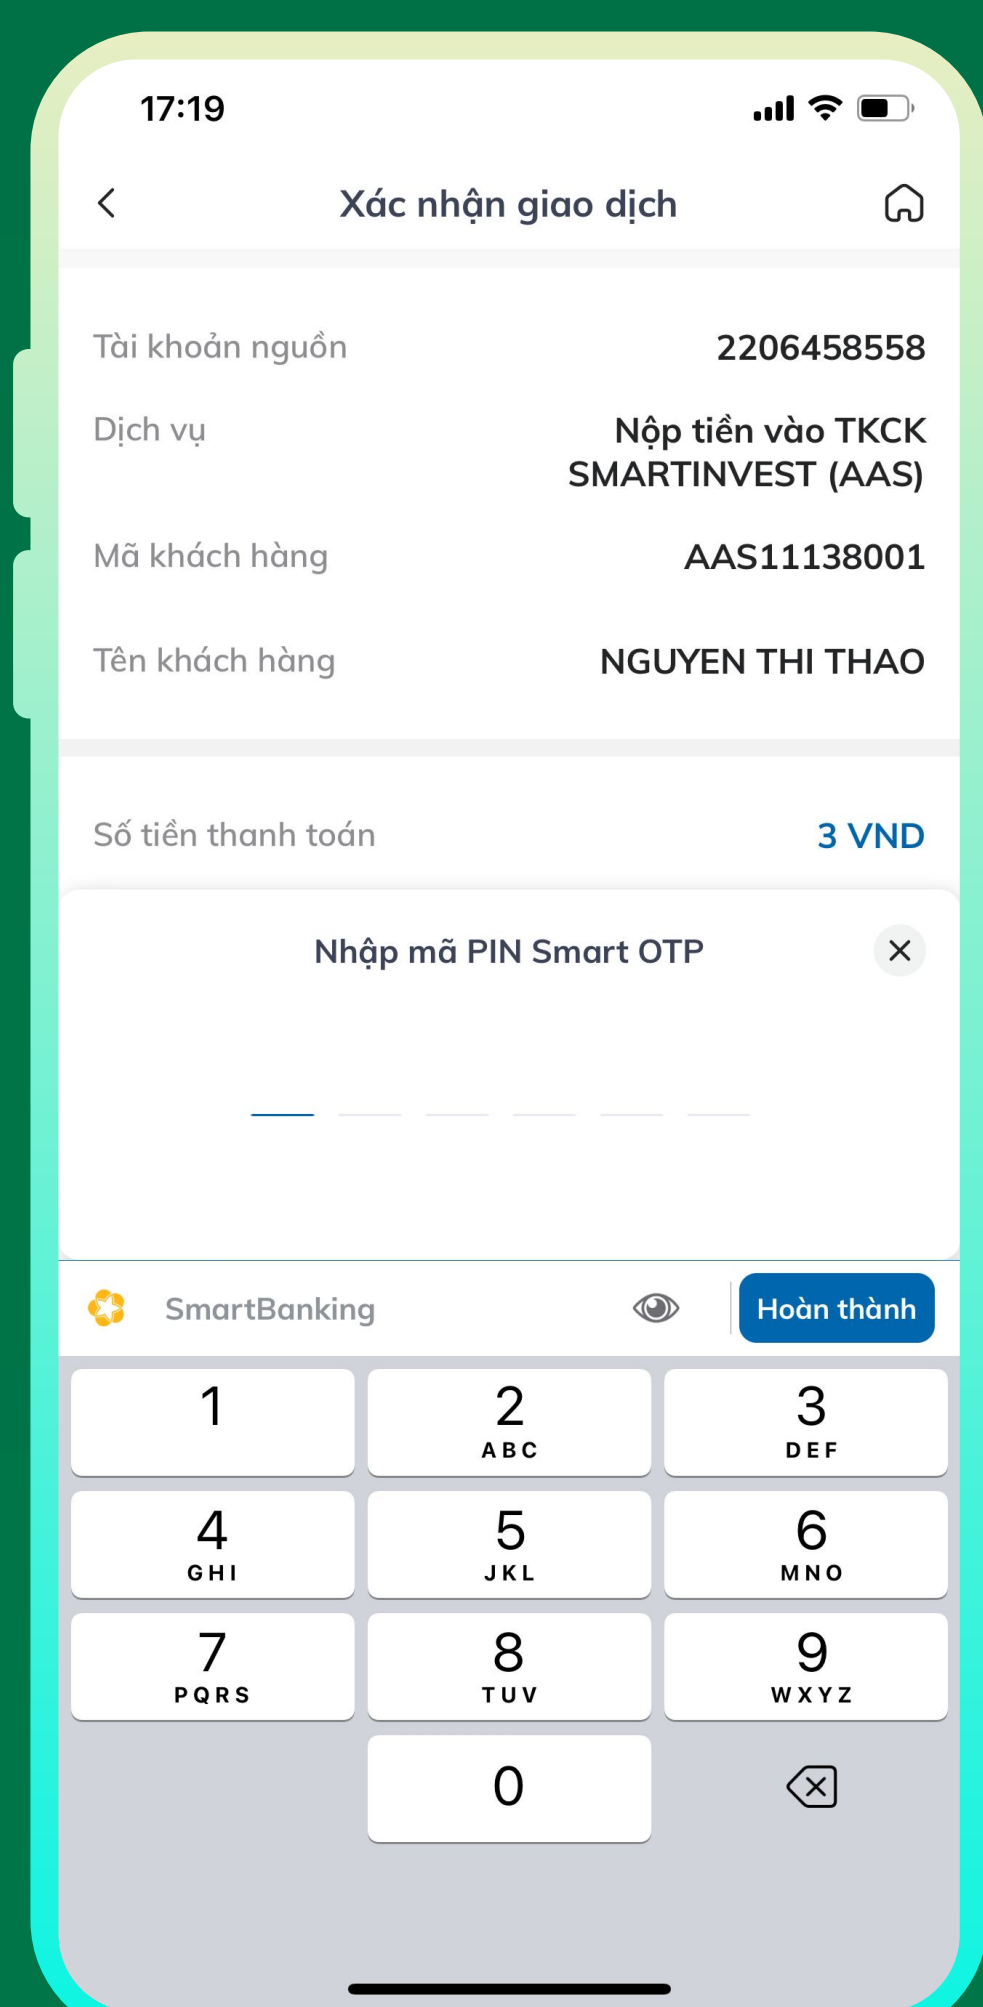 17:19
Xác nhận giao dịch
Tài khoản nguồn 2206458558
Dịch vụ Nộp tiền vào TKCK
SMARTINVEST (AAS)
Mã khách hàng AAS11138001
Tên khách hàng NGUYEN THI THAO
Số tiền thanh toán 3 VND
Nhập mã PIN Smart OTP
SmartBanking Hoàn thành
1 2 3
ABC DEF
4 5 6
GHI JKL MNO
7 8 9
PQRS TUV WXYZ
0